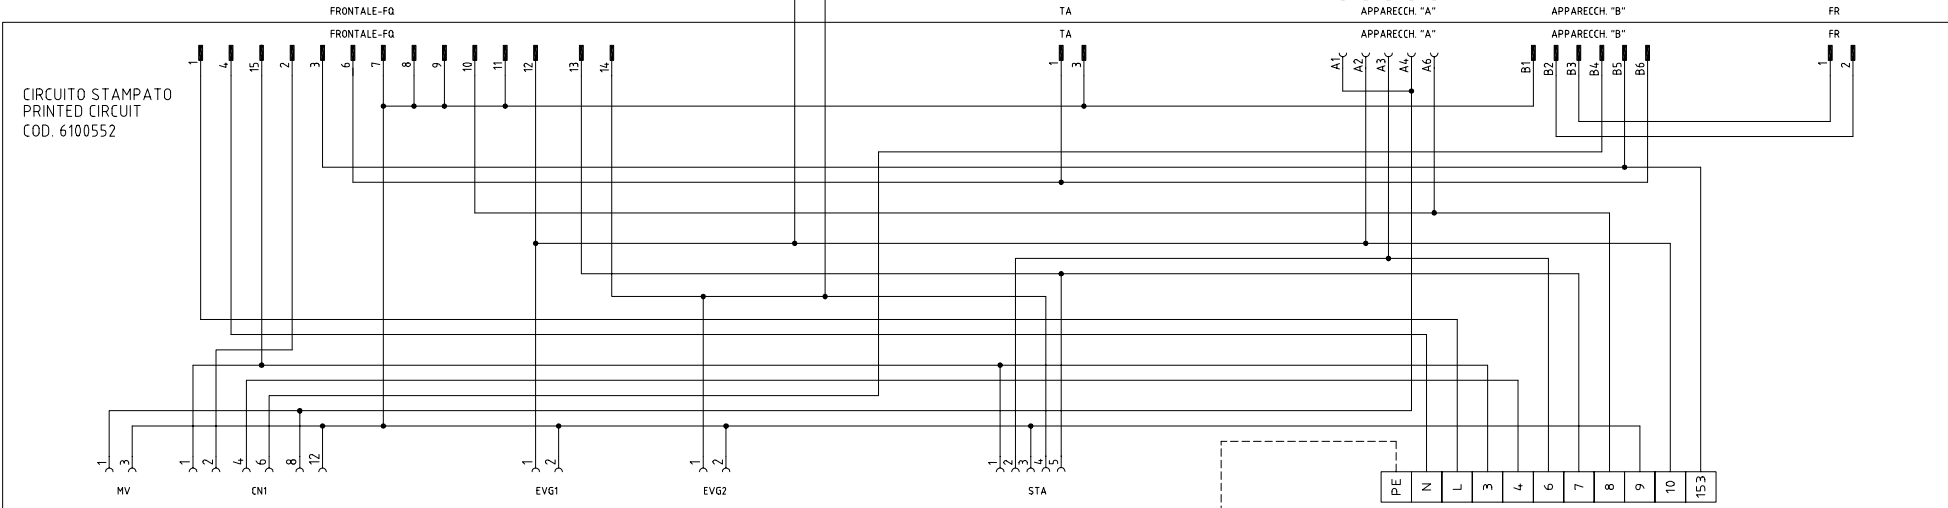 FRONTALE-FQ TA APPARECCH. "A" APPARECCH. "B" FR
FRONTALE-FQ TA APPARECCH. "A" APPARECCH. "B" FR
1 4 15 2 3 6 7 8 9 10 11 12 13 14 1 3 A1 A2 A3 A4 A6 B1 B2 B3 B4 B5 B6 1 2
CIRCUITO STAMPATO
PRINTED CIRCUIT
COD. 6100552
1 3 1 2 4 6 8 12 1 2 1 2 1 2 3 4 5
MV CN1 EVG1 EVG2 STA
PE N L 3 4 6 7 8 9 10 153